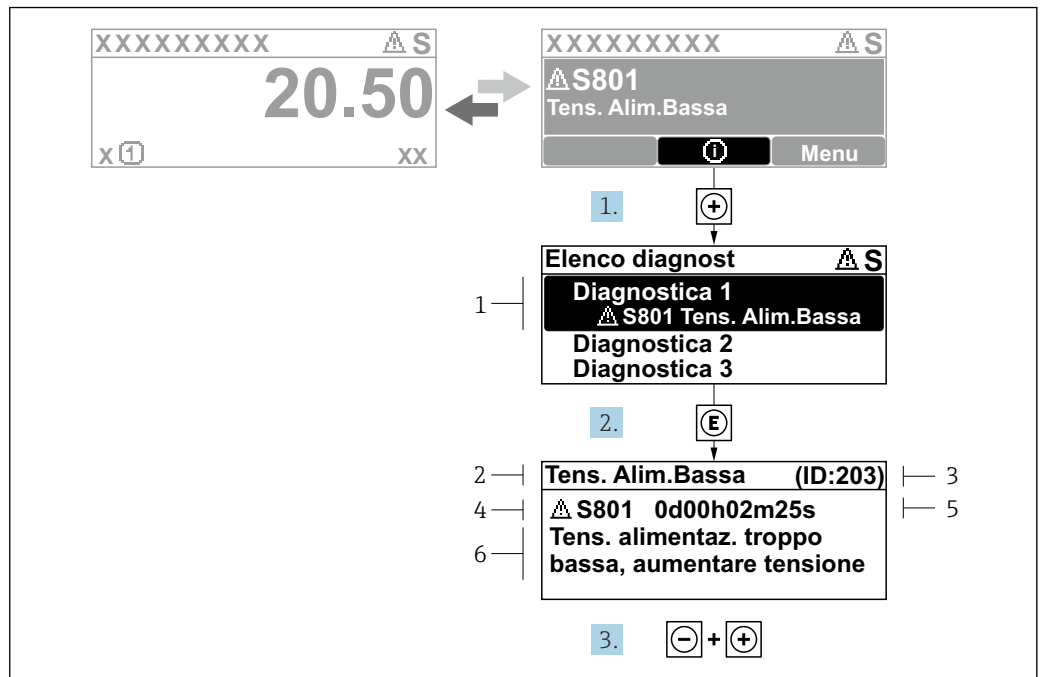 XXXXXXXXX ⚠ S
20.50
x ① xx
XXXXXXXXX ⚠ S
⚠ S801
Tens. Alim.Bassa
ⓘ Menu
1. +
Elenco diagnost ⚠ S
1
Diagnostica 1
⚠ S801 Tens. Alim.Bassa
Diagnostica 2
Diagnostica 3
2. E
2 Tens. Alim.Bassa (ID:203) 3
4 ⚠ S801 0d00h02m25s 5
6
Tens. alimentaz. troppo
bassa, aumentare tensione
3. - + +